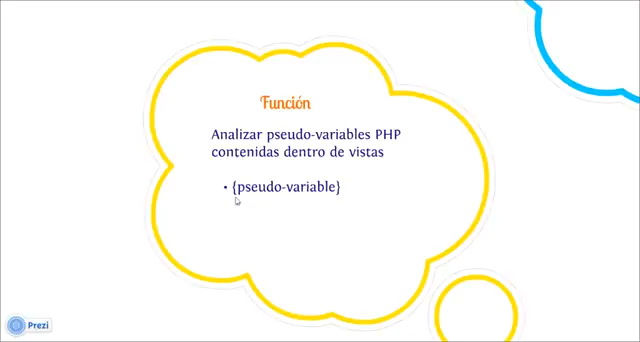 Función
Analizar pseudo-variables PHP
contenidas dentro de vistas
• {pseudo-variable}
Prezi